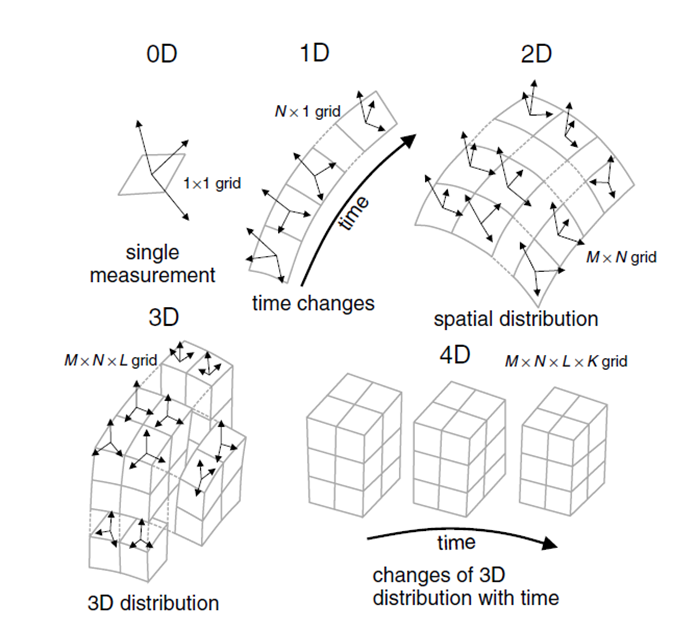 0D
1D
2D
N×1 grid
1×1 grid
time
M×N grid
single
measurement
time changes
spatial distribution
3D
4D
M×N×L grid
M×N×L×K grid
time
changes of 3D
distribution with time
3D distribution